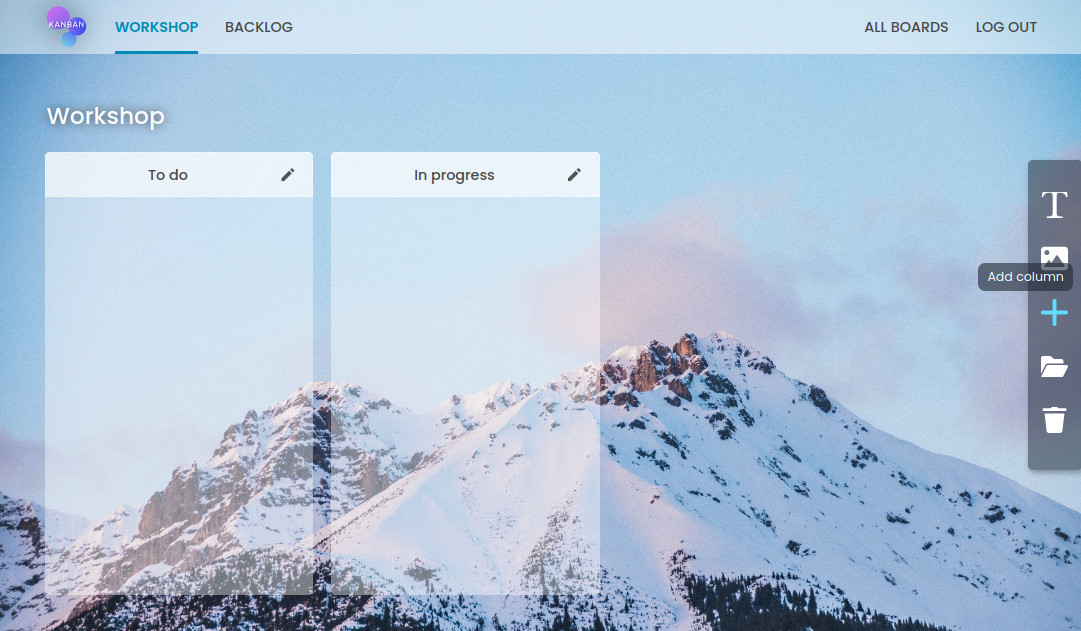 KANBAN
WORKSHOP
BACKLOG
ALL BOARDS
LOG OUT
Workshop
To do
In progress
T
Add column